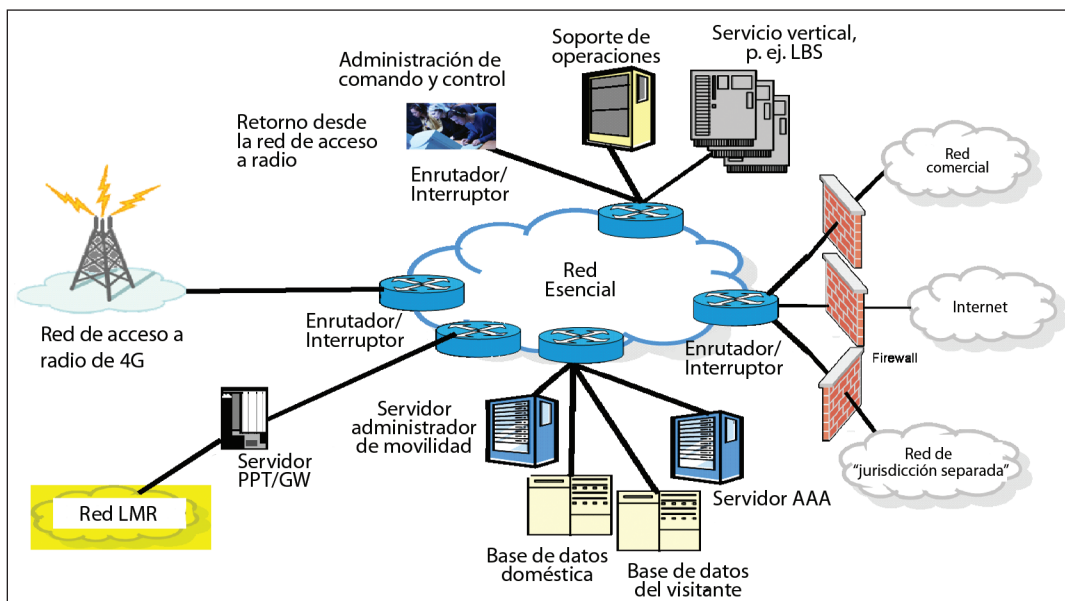 Soporte de
operaciones
Servicio vertical,
p. ej. LBS
Administración de
comando y control
Retorno desde
la red de acceso
a radio
Enrutador/
Interruptor
Red
comercial
Red
Esencial
Internet
Enrutador/
Interruptor
Enrutador/
Interruptor
Firewall
Red de acceso a
radio de 4G
Servidor
administrador
de movilidad
Servidor
PPT/GW
Servidor AAA
Red de
“jurisdicción separada”
Red LMR
Base de datos
doméstica
Base de datos
del visitante